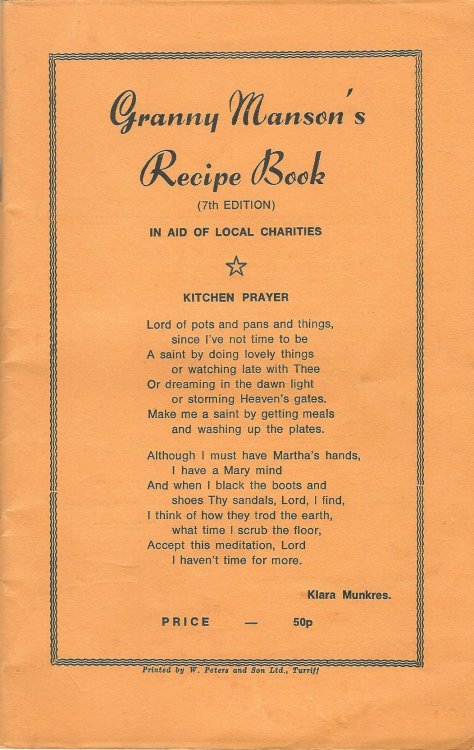 Granny Manson's
Recipe Book
(7th EDITION)
IN AID OF LOCAL CHARITIES
KITCHEN PRAYER
Lord of pots and pans and things,
since I've not time to be
A saint by doing lovely things
or watching late with Thee
Or dreaming in the dawn light
or storming Heaven's gates.
Make me a saint by getting meals
and washing up the plates.
Although I must have Martha's hands,
I have a Mary mind
And when I black the boots and
shoes Thy sandals, Lord, I find,
I think of how they trod the earth,
what time I scrub the floor,
Accept this meditation, Lord
I haven't time for more.
Klara Munkres.
PRICE — 50p
Printed by W. Peters and Son Ltd., Turriff